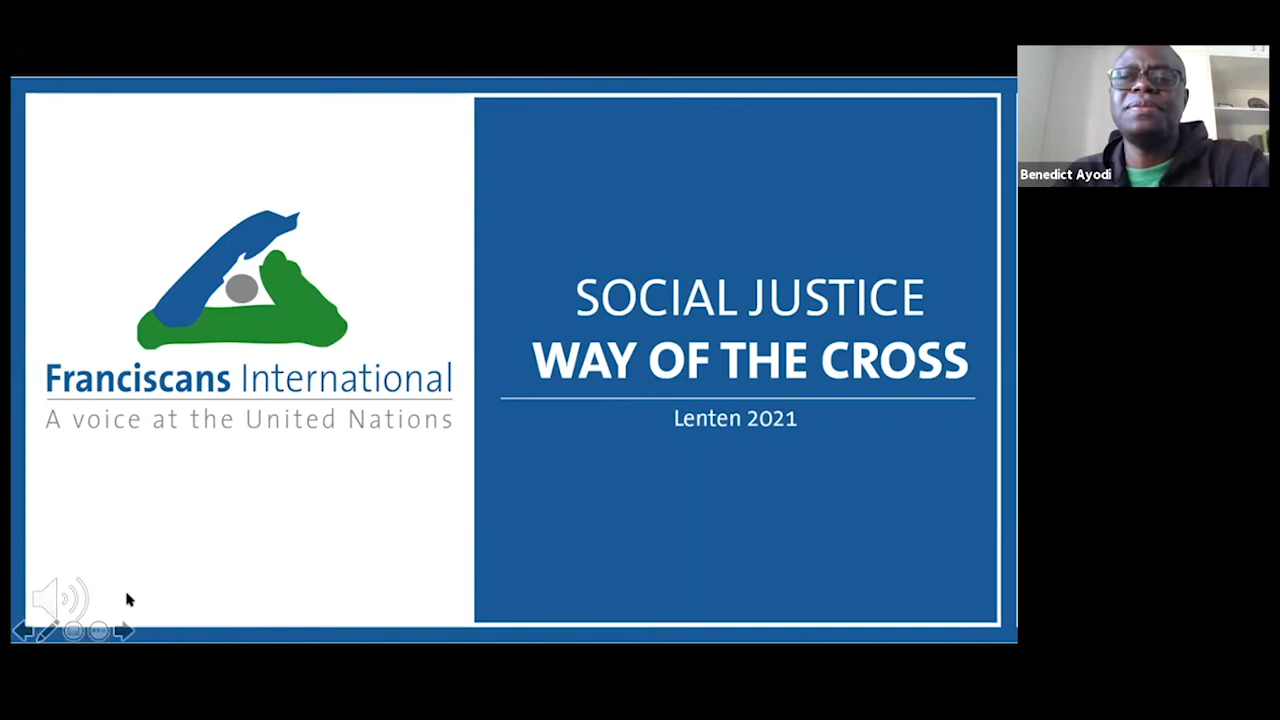 Franciscans International
A voice at the United Nations
SOCIAL JUSTICE
WAY OF THE CROSS
Lenten 2021
Benedict Ayodi